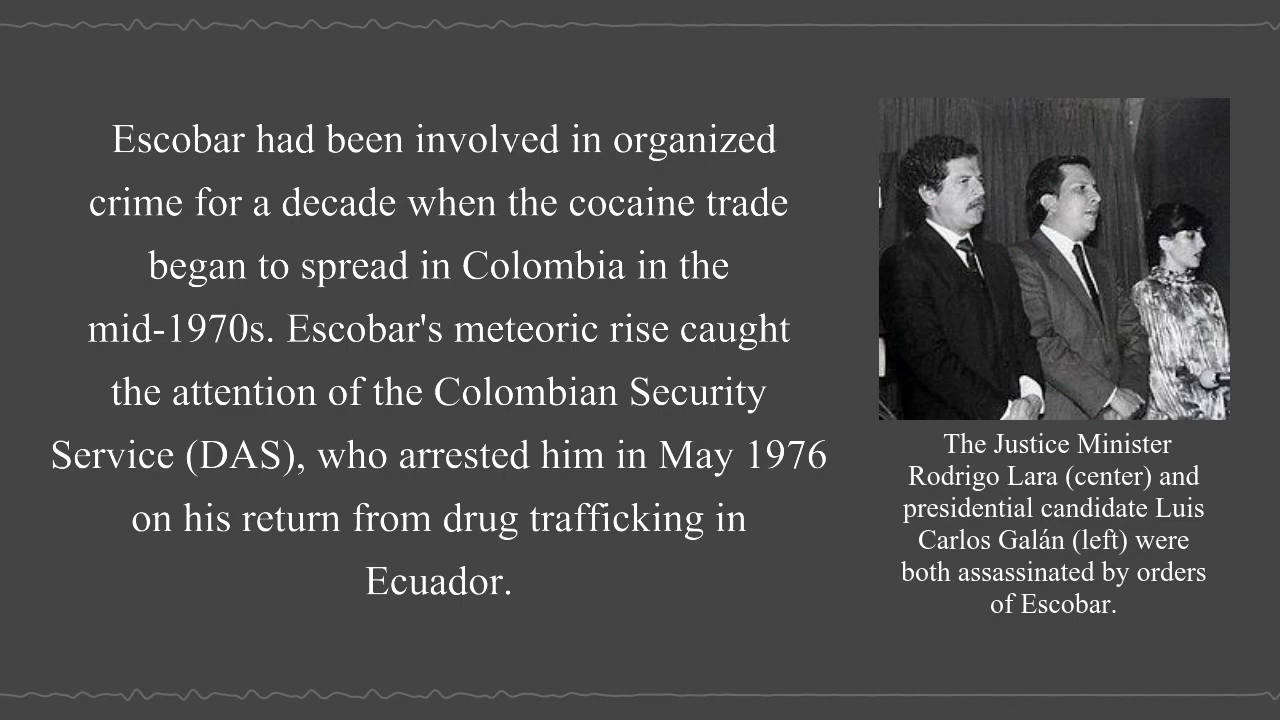 Escobar had been involved in organized
crime for a decade when the cocaine trade
began to spread in Colombia in the
mid-1970s. Escobar's meteoric rise caught
the attention of the Colombian Security
Service (DAS), who arrested him in May 1976
on his return from drug trafficking in
Ecuador.
The Justice Minister
Rodrigo Lara (center) and
presidential candidate Luis
Carlos Galán (left) were
both assassinated by orders
of Escobar.